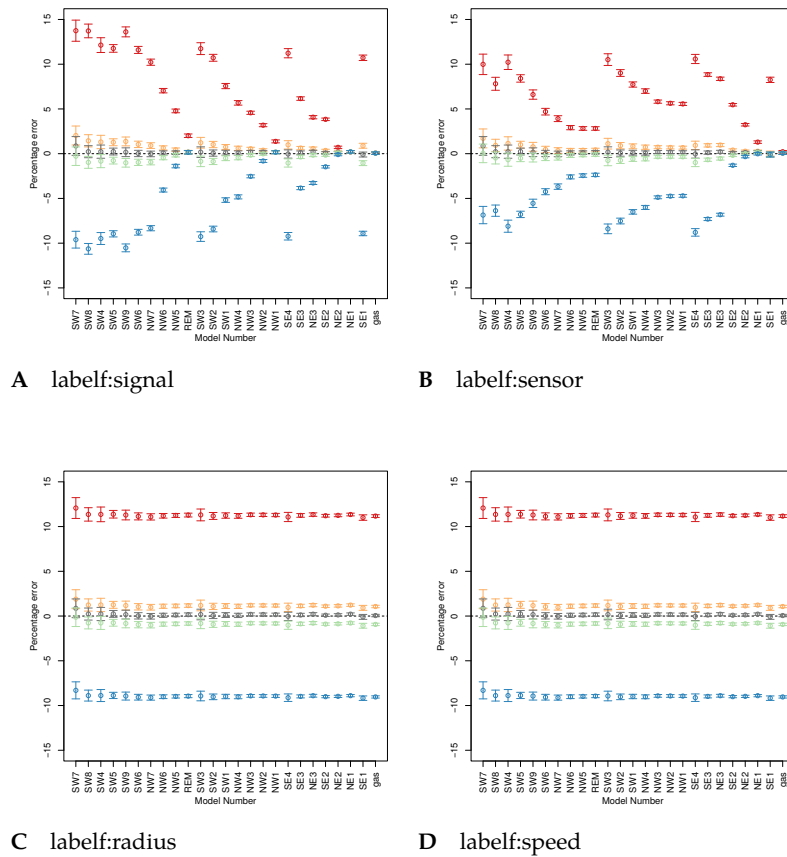 15
10
5
0
−5
−10
−15
Percentage error
SW7 SW8 SW4 SW5 SW9 SW6 NW7 NW6 NW5 REM SW3 SW2 SW1 NW4 NW3 NW2 NW1 SE4 SE3 NE3 SE2 NE2 NE1 SE1 gas
Model Number
A labelf:signal
15
10
5
0
−5
−10
−15
Percentage error
SW7 SW8 SW4 SW5 SW9 SW6 NW7 NW6 NW5 REM SW3 SW2 SW1 NW4 NW3 NW2 NW1 SE4 SE3 NE3 SE2 NE2 NE1 SE1 gas
Model Number
B labelf:sensor
15
10
5
0
−5
−10
−15
Percentage error
SW7 SW8 SW4 SW5 SW9 SW6 NW7 NW6 NW5 REM SW3 SW2 SW1 NW4 NW3 NW2 NW1 SE4 SE3 NE3 SE2 NE2 NE1 SE1 gas
Model Number
C labelf:radius
15
10
5
0
−5
−10
−15
Percentage error
SW7 SW8 SW4 SW5 SW9 SW6 NW7 NW6 NW5 REM SW3 SW2 SW1 NW4 NW3 NW2 NW1 SE4 SE3 NE3 SE2 NE2 NE1 SE1 gas
Model Number
D labelf:speed